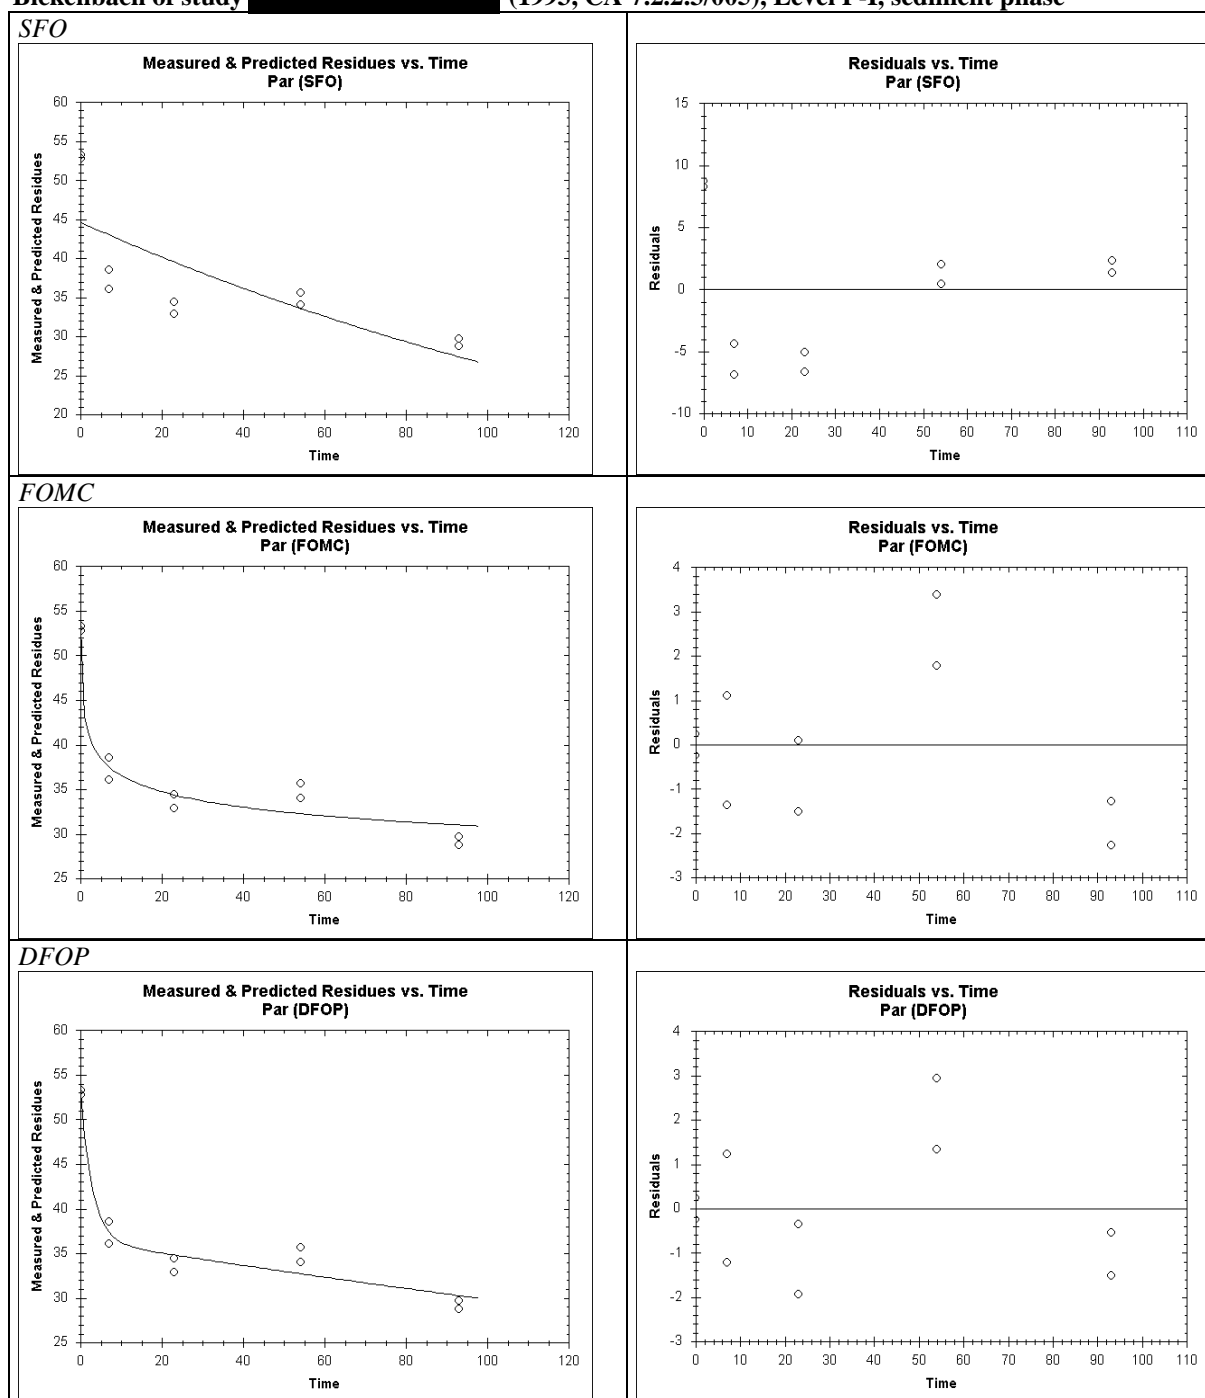 Bickenbach of study (1993, CA 7.2.2.3/003), Level P-I, sediment phase
SFO
Measured & Predicted Residues vs. Time
Par (SFO)
Measured & Predicted Residues
60
55
50
45
40
35
30
25
20
0 20 40 60 80 100 120
Time
Residuals vs. Time
Par (SFO)
Residuals
15
10
5
0
-5
-10
0 10 20 30 40 50 60 70 80 90 100 110
Time
FOMC
Measured & Predicted Residues vs. Time
Par (FOMC)
Measured & Predicted Residues
60
55
50
45
40
35
30
25
0 20 40 60 80 100 120
Time
Residuals vs. Time
Par (FOMC)
Residuals
4
3
2
1
0
-1
-2
-3
0 10 20 30 40 50 60 70 80 90 100 110
Time
DFOP
Measured & Predicted Residues vs. Time
Par (DFOP)
Measured & Predicted Residues
60
55
50
45
40
35
30
25
0 20 40 60 80 100 120
Time
Residuals vs. Time
Par (DFOP)
Residuals
4
3
2
1
0
-1
-2
-3
0 10 20 30 40 50 60 70 80 90 100 110
Time